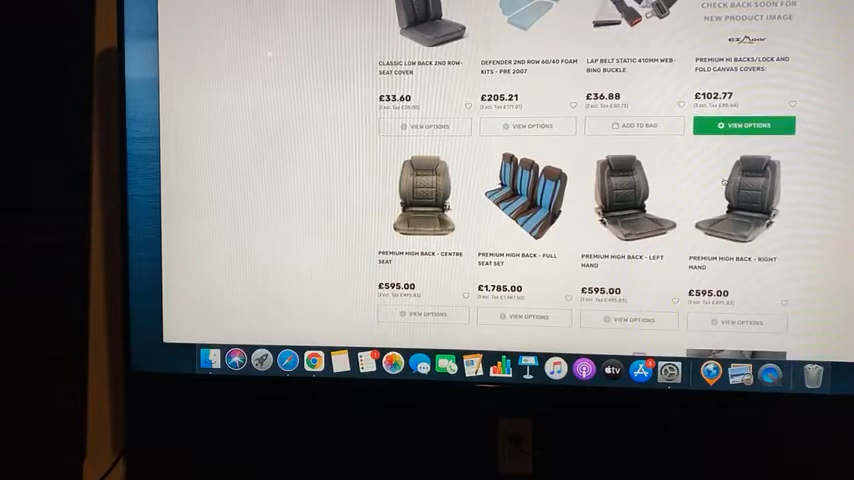 CHECK BACK SOON FOR
NEW PRODUCT IMAGE
CLASSIC LOW BACK 2ND ROW-
SEAT COVER
£33.60
VIEW OPTIONS
DEFENDER 2ND ROW 60/40 FOAM
KITS - PRE 2007
£205.21
VIEW OPTIONS
LAP BELT STATIC 410MM WEB-
BING BUCKLE
£36.88
ADD TO BAG
PREMIUM HI BACKS/LOCK AND
FOLD CANVAS COVERS:
£102.77
VIEW OPTIONS
PREMIUM HIGH BACK - CENTRE
SEAT
£595.00
VIEW OPTIONS
PREMIUM HIGH BACK - FULL
SEAT SET
£1,785.00
VIEW OPTIONS
PREMIUM HIGH BACK - LEFT
HAND
£595.00
VIEW OPTIONS
PREMIUM HIGH BACK - RIGHT
HAND
£595.00
VIEW OPTIONS
tv